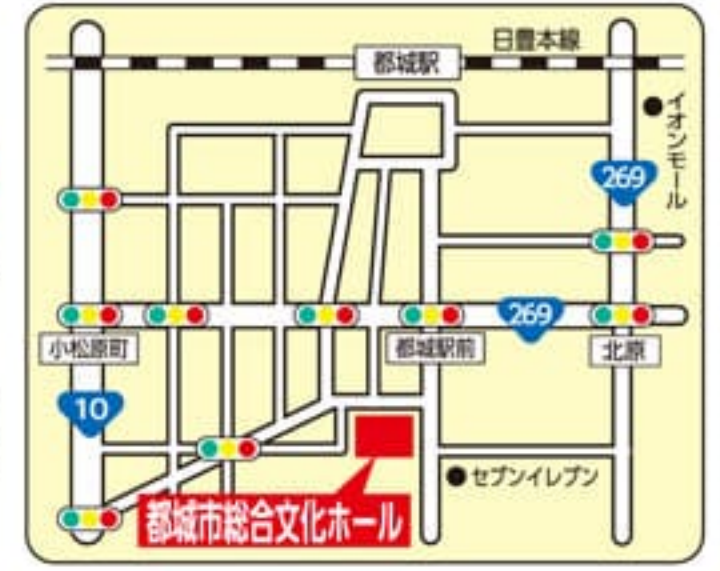 日豊本線
都城駅
イオンモール
269
小松原町
都城駅前
269
北原
10
セブンイレブン
都城市総合文化ホール